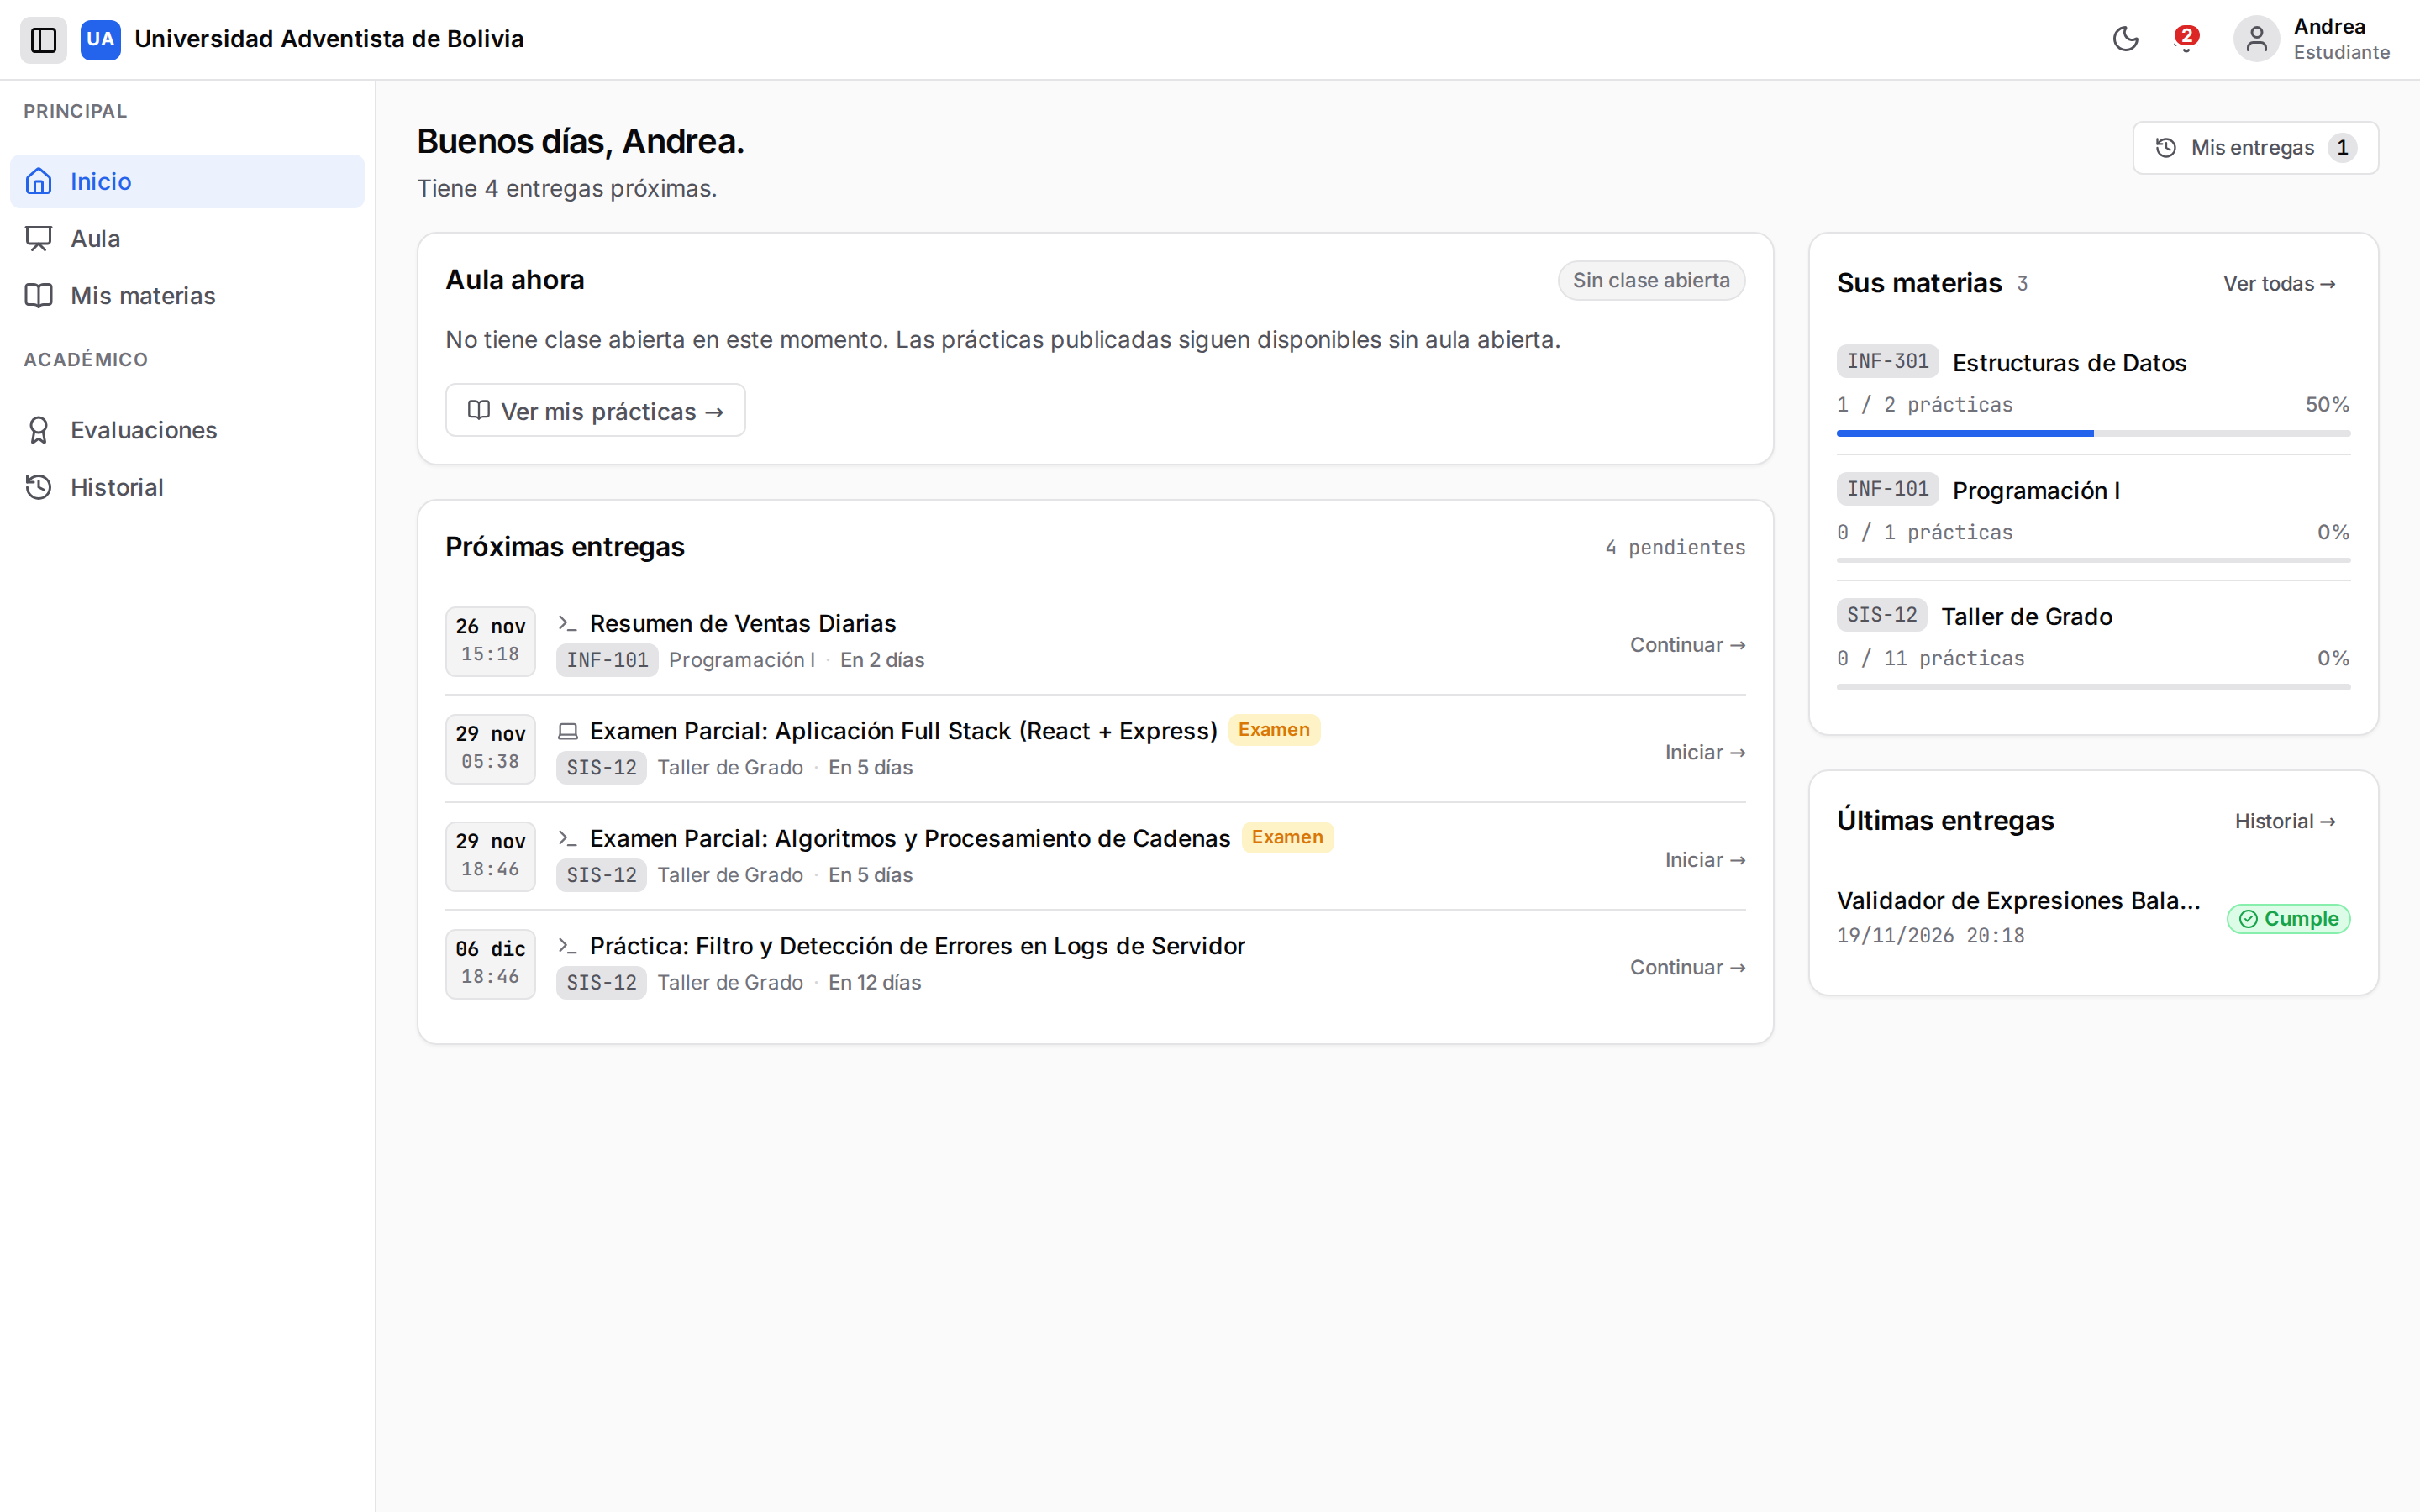 UA Universidad Adventista de Bolivia
2
Andrea
Estudiante
PRINCIPAL
Inicio
Aula
Mis materias
ACADÉMICO
Evaluaciones
Historial
Buenos días, Andrea.
Tiene 4 entregas próximas.
Mis entregas 1
Aula ahora
Sin clase abierta
No tiene clase abierta en este momento. Las prácticas publicadas siguen disponibles sin aula abierta.
Ver mis prácticas →
Próximas entregas
4 pendientes
26 nov
15:18
Resumen de Ventas Diarias
INF-101 Programación I · En 2 días
Continuar →
29 nov
05:38
Examen Parcial: Aplicación Full Stack (React + Express) Examen
SIS-12 Taller de Grado · En 5 días
Iniciar →
29 nov
18:46
Examen Parcial: Algoritmos y Procesamiento de Cadenas Examen
SIS-12 Taller de Grado · En 5 días
Iniciar →
06 dic
18:46
Práctica: Filtro y Detección de Errores en Logs de Servidor
SIS-12 Taller de Grado · En 12 días
Continuar →
Sus materias 3
Ver todas →
INF-301 Estructuras de Datos
1 / 2 prácticas 50%
INF-101 Programación I
0 / 1 prácticas 0%
SIS-12 Taller de Grado
0 / 11 prácticas 0%
Últimas entregas
Historial →
Validador de Expresiones Bala...
19/11/2026 20:18
Cumple